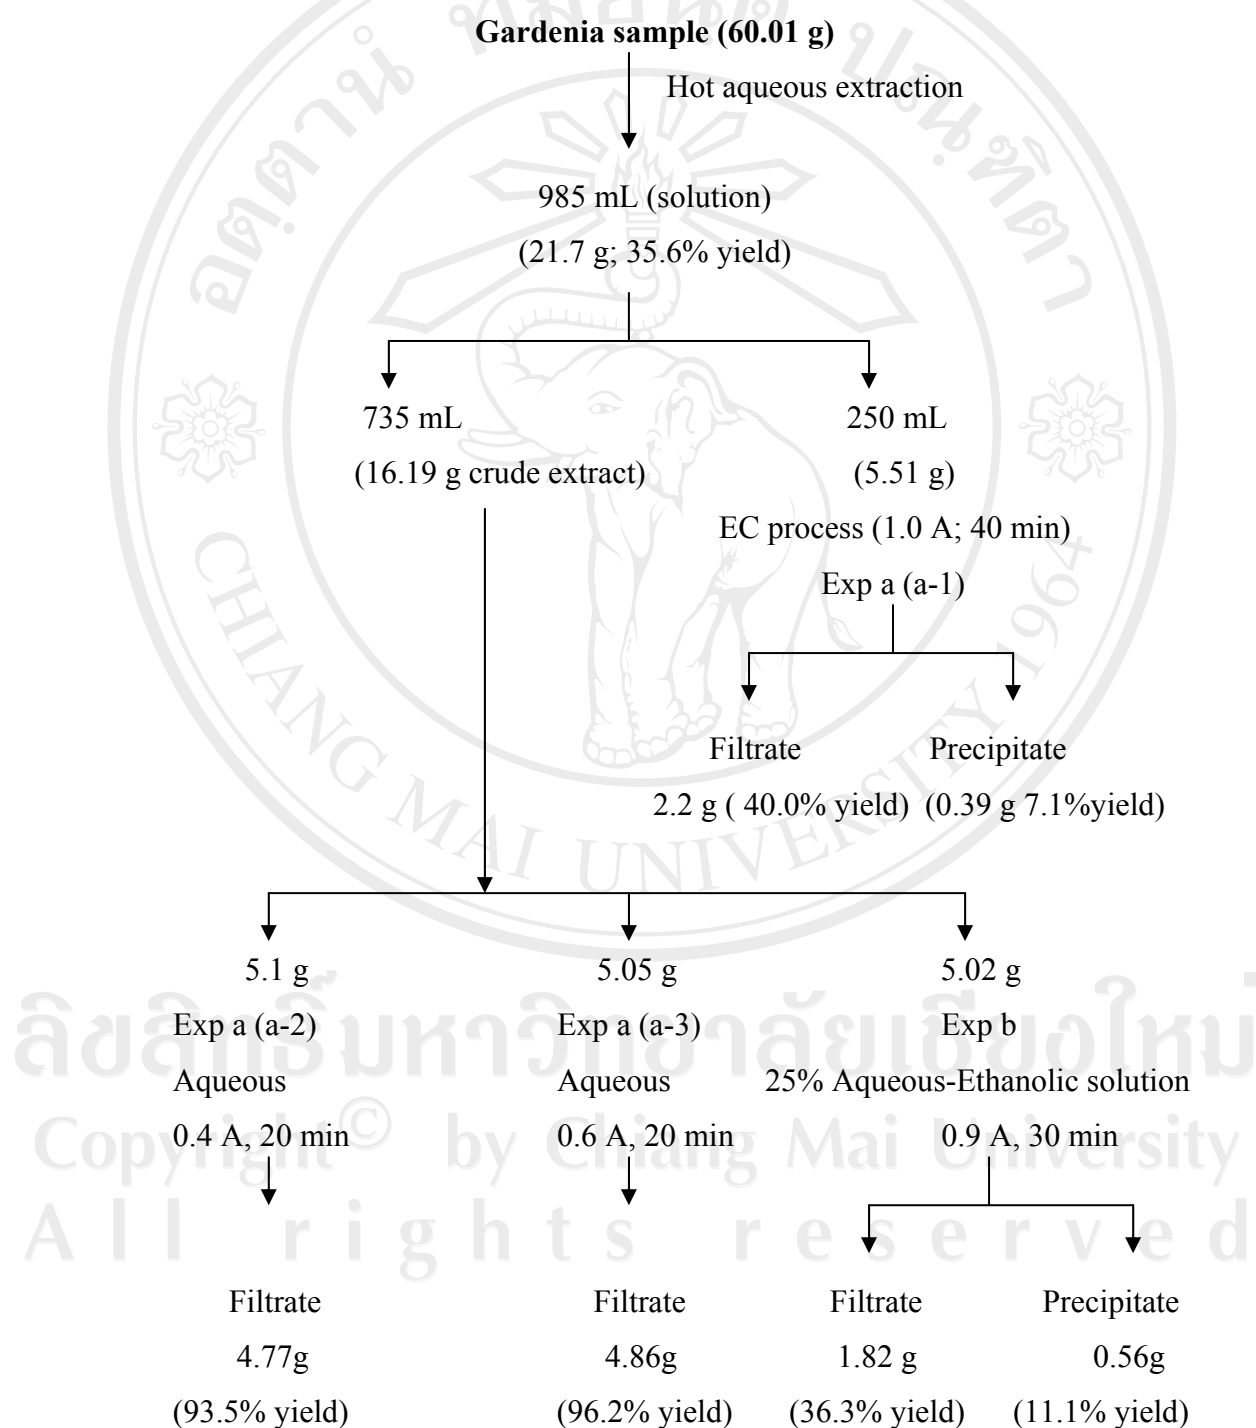 Gardenia sample (60.01 g)
Hot aqueous extraction
985 mL (solution)
(21.7 g; 35.6% yield)
735 mL
(16.19 g crude extract)
250 mL
(5.51 g)
EC process (1.0 A; 40 min)
Exp a (a-1)
Filtrate
2.2 g ( 40.0% yield)
Precipitate
(0.39 g 7.1%yield)
5.1 g
Exp a (a-2)
Aqueous
0.4 A, 20 min
Filtrate
4.77g
(93.5% yield)
5.05 g
Exp a (a-3)
Aqueous
0.6 A, 20 min
Filtrate
4.86g
(96.2% yield)
5.02 g
Exp b
25% Aqueous-Ethanolic solution
0.9 A, 30 min
Filtrate
1.82 g
(36.3% yield)
Precipitate
0.56g
(11.1% yield)
CHIANG MAI UNIVERSITY 1964
ลิขสิทธิ์มหาวิทยาลัยเชียงใหม่
Copyright© by Chiang Mai University
All rights reserved